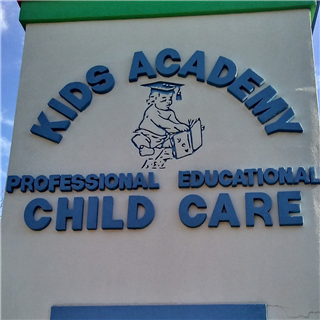 KIDS ACADEMY
PROFESSIONAL EDUCATIONAL
CHILD CARE